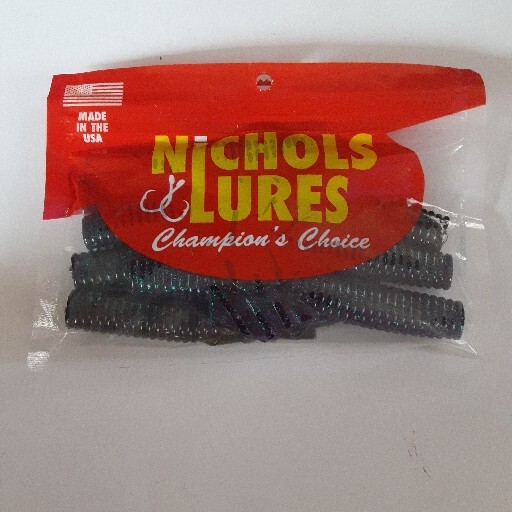 MADE
IN THE
USA
NiCHOLS
LURES
Champion's Choice